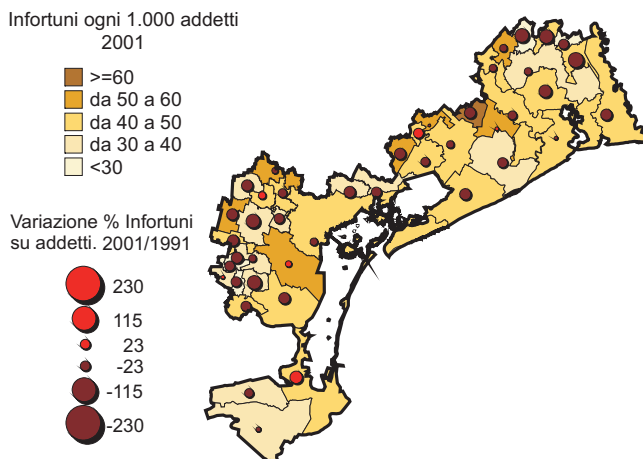 Infortuni ogni 1.000 addetti
2001
>=60
da 50 a 60
da 40 a 50
da 30 a 40
<30
Variazione % Infortuni
su addetti. 2001/1991
230
115
23
-23
-115
-230